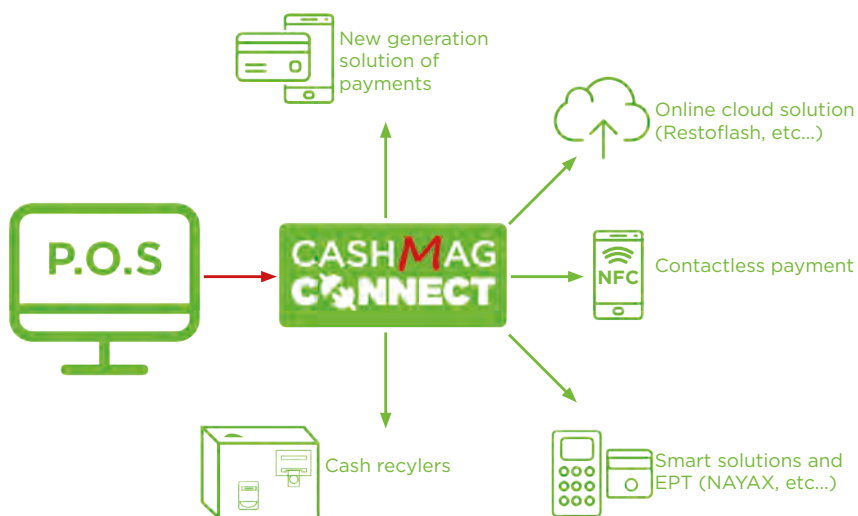 New generation
solution of
payments
Online cloud solution
(Restoflash, etc...)
P.O.S
CASHMAG
CONNECT
NFC
Contactless payment
Cash recylers
Smart solutions and
EPT (NAYAX, etc...)